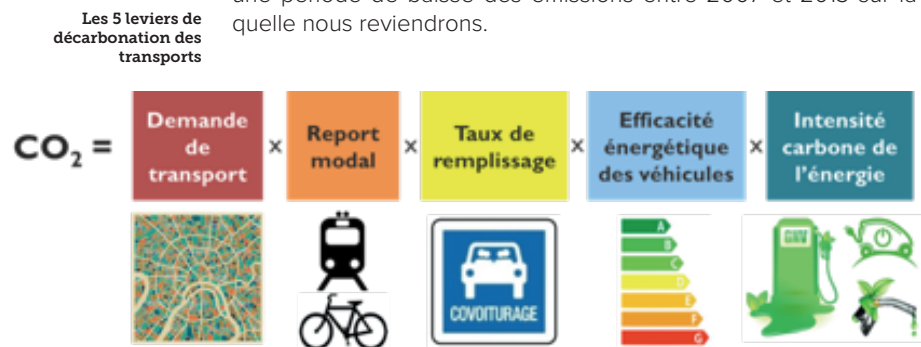 une période de baisse des émissions entre 2007 et 2013 sur la
quelle nous reviendrons.
Les 5 leviers de
décarbonation des
transports
CO₂ =
Demande
de
transport
x
Report
modal
x
Taux de
remplissage
x
Efficacité
énergétique
des véhicules
x
Intensité
carbone de
l'énergie
COVOITURAGE
A
B
C
D
E
F
G